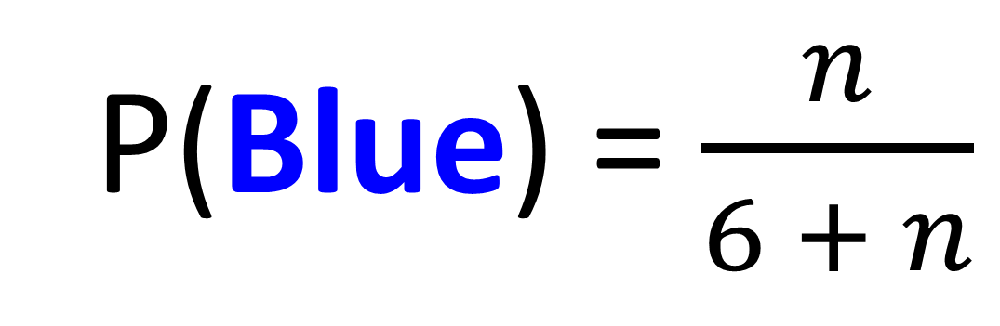 P(Blue) = n / 6 + n